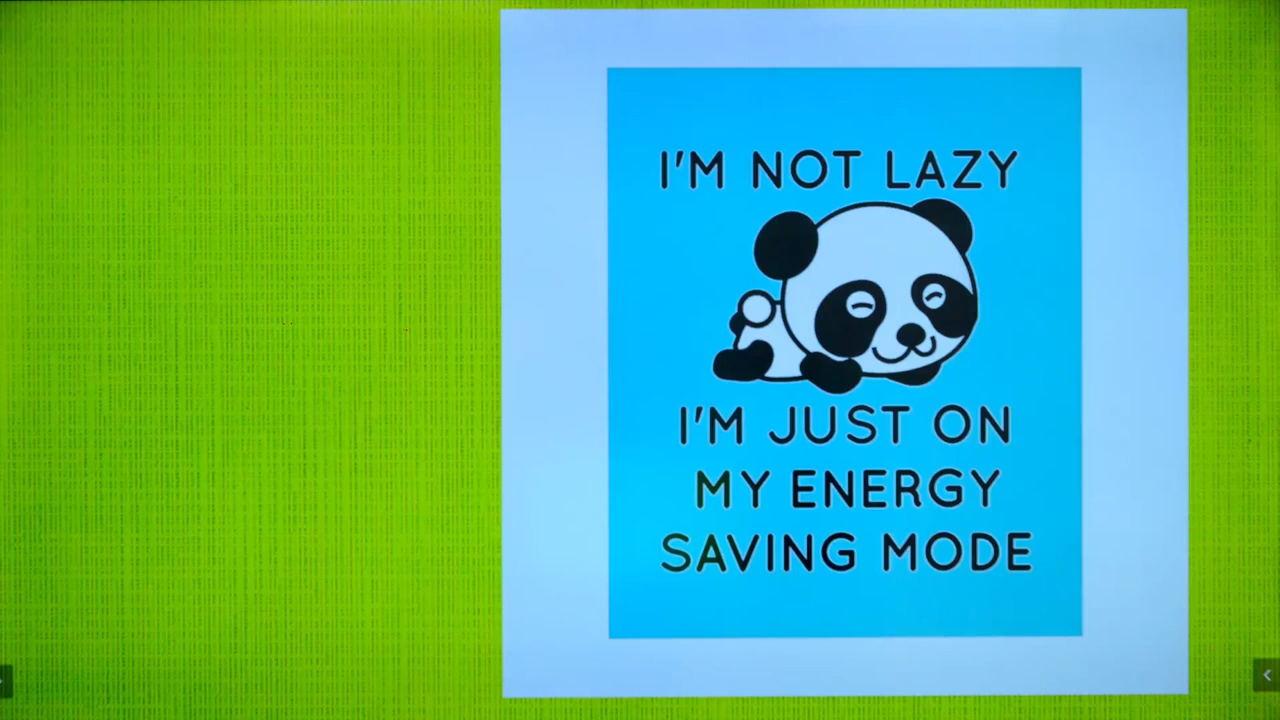 I'M NOT LAZY
I'M JUST ON
MY ENERGY
SAVING MODE